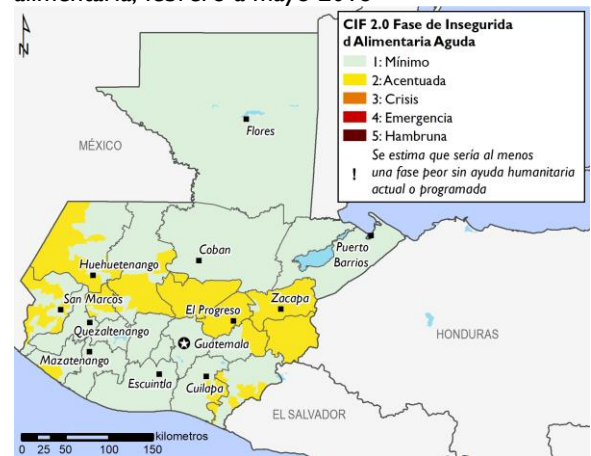 alimentaria, febrero a mayo 2018
CIF 2.0 Fase de Insegurida
d Alimentaria Aguda
1: Mínimo
2: Acentuada
3: Crisis
4: Emergencia
5: Hambruna
Se estima que sería al menos
! una fase peor sin ayuda humanitaria
actual o programada
N
Flores
MÉXICO
Coban
Puerto
Barrios
Huehuetenango
Zacapa
San Marcos
El Progreso
Quezaltenango
Guatemala
HONDURAS
Mazatenango
Escuintla
Cuilapa
EL SALVADOR
kilometros
0 25 50 100 150